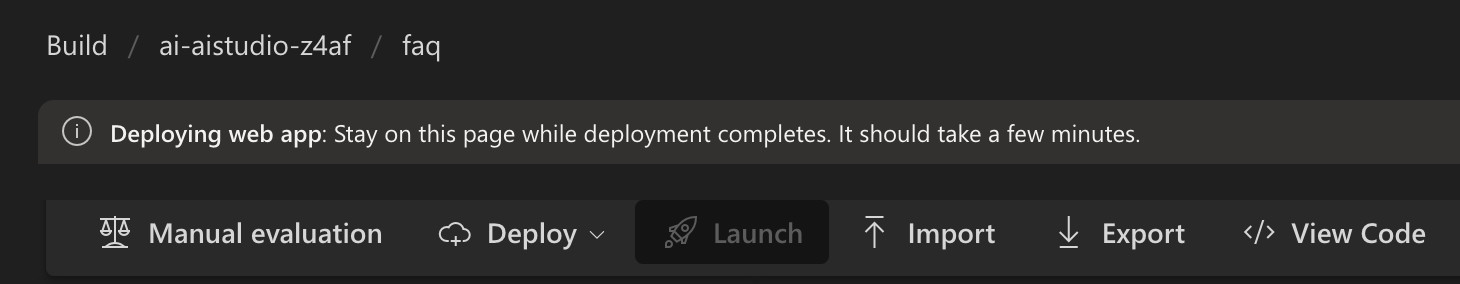 Build / ai-aistudio-z4af / faq
Deploying web app: Stay on this page while deployment completes. It should take a few minutes.
Manual evaluation Deploy Launch Import Export </> View Code